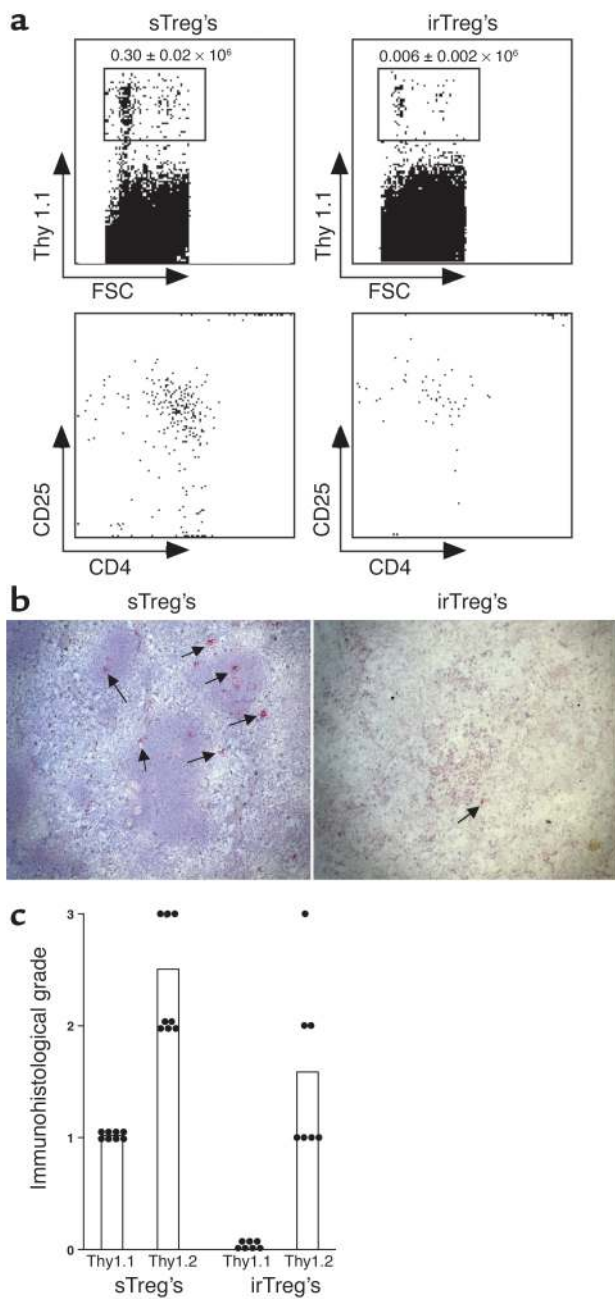 a
sTreg's
irTreg's
0.30 ± 0.02 × 10⁶
0.006 ± 0.002 × 10⁶
Thy 1.1
Thy 1.1
FSC
FSC
CD25
CD25
CD4
CD4
b
sTreg's
irTreg's
c
Immunohistological grade
3
2
1
0
Thy1.1
Thy1.2
Thy1.1
Thy1.2
sTreg's
irTreg's